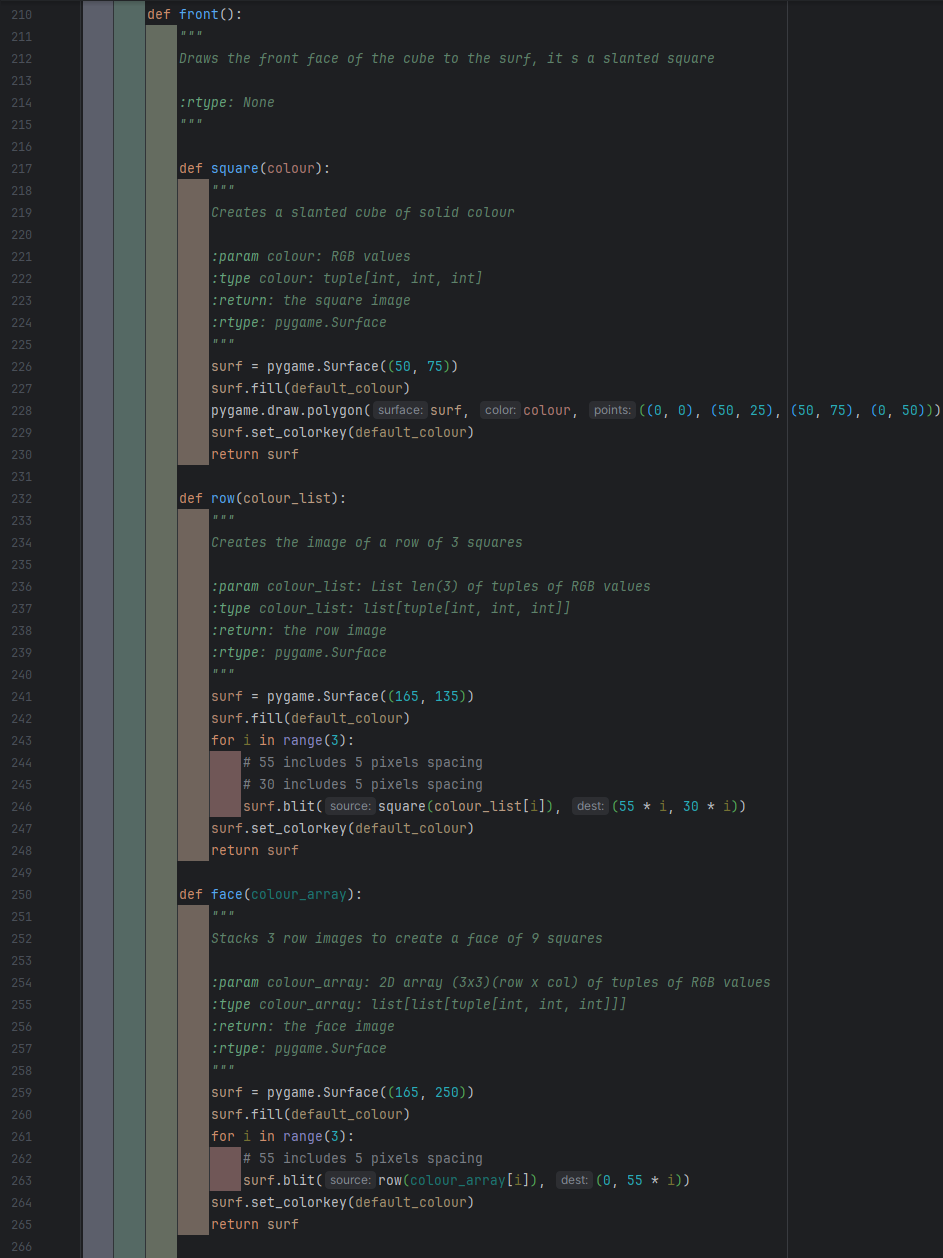 210 def front():
211 """
212 Draws the front face of the cube to the surf, it s a slanted square
213
214 :rtype: None
215 """
216
217 def square(colour):
218 """
219 Creates a slanted cube of solid colour
220
221 :param colour: RGB values
222 :type colour: tuple[int, int, int]
223 :return: the square image
224 :rtype: pygame.Surface
225 """
226 surf = pygame.Surface((50, 75))
227 surf.fill(default_colour)
228 pygame.draw.polygon( surface: surf, color: colour, points: ((0, 0), (50, 25), (50, 75), (0, 50)))
229 surf.set_colorkey(default_colour)
230 return surf
231
232 def row(colour_list):
233 """
234 Creates the image of a row of 3 squares
235
236 :param colour_list: List len(3) of tuples of RGB values
237 :type colour_list: list[tuple[int, int, int]]
238 :return: the row image
239 :rtype: pygame.Surface
240 """
241 surf = pygame.Surface((165, 135))
242 surf.fill(default_colour)
243 for i in range(3):
244 # 55 includes 5 pixels spacing
245 # 30 includes 5 pixels spacing
246 surf.blit( source: square(colour_list[i]), dest: (55 * i, 30 * i))
247 surf.set_colorkey(default_colour)
248 return surf
249
250 def face(colour_array):
251 """
252 Stacks 3 row images to create a face of 9 squares
253
254 :param colour_array: 2D array (3x3)(row x col) of tuples of RGB values
255 :type colour_array: list[list[tuple[int, int, int]]]
256 :return: the face image
257 :rtype: pygame.Surface
258 """
259 surf = pygame.Surface((165, 250))
260 surf.fill(default_colour)
261 for i in range(3):
262 # 55 includes 5 pixels spacing
263 surf.blit( source: row(colour_array[i]), dest: (0, 55 * i))
264 surf.set_colorkey(default_colour)
265 return surf
266